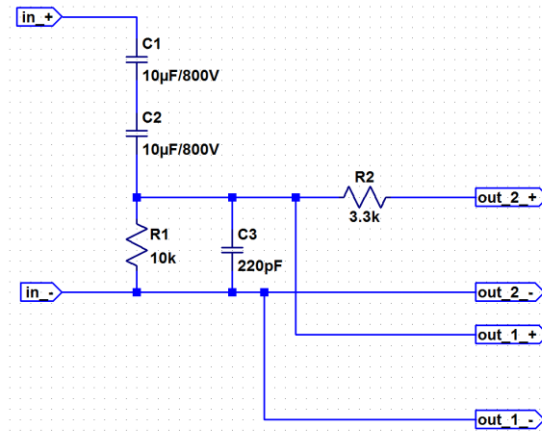 in_+
C1
10µF/800V
C2
10µF/800V
R2
3.3k
out_2_+
R1
10k
C3
220pF
in_-
out_2_-
out_1_+
out_1_-